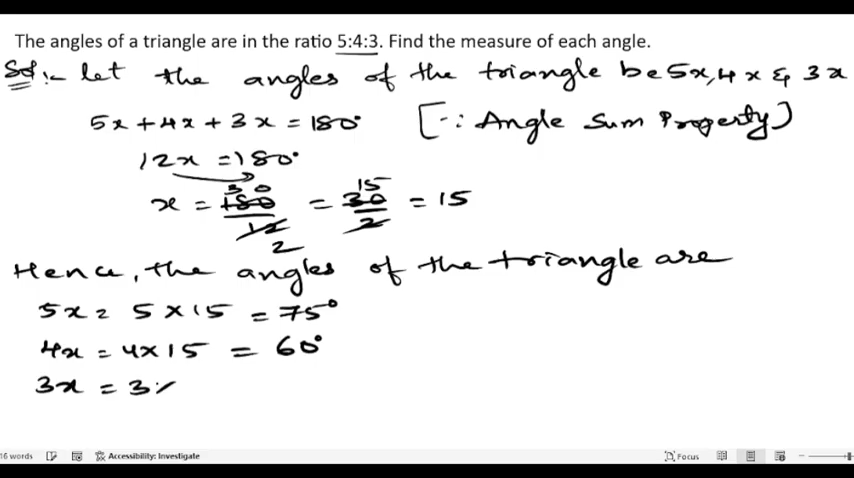 The angles of a triangle are in the ratio 5:4:3. Find the measure of each angle.
Sol:- let the angles of the triangle be 5x, 4x & 3x
5x + 4x + 3x = 180° [∵ Angle Sum Property]
12x = 180°
x = 180/12 = 30/2 = 15
30 15
2
Hence, the angles of the triangle are
5x = 5 × 15 = 75°
4x = 4 × 15 = 60°
3x = 3
16 words Accessibility: Investigate Focus